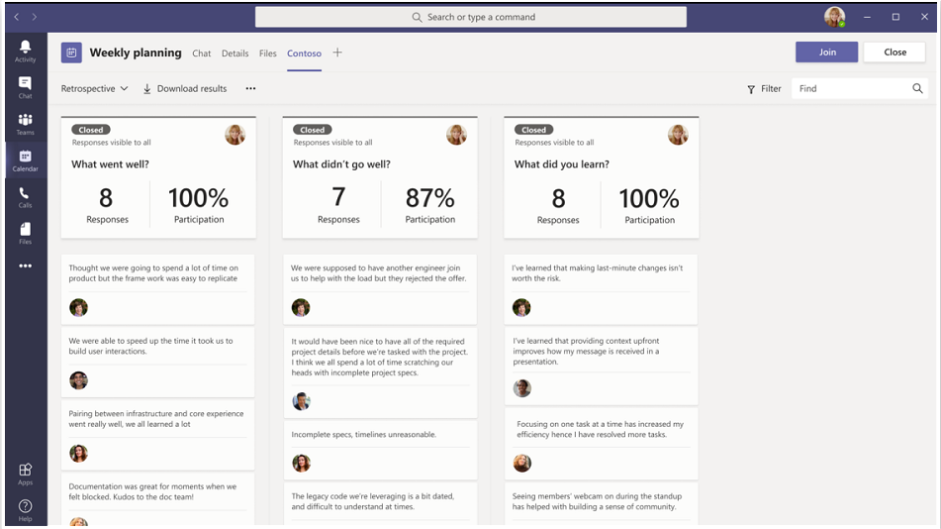 Search or type a command
Activity
Chat
Teams
Calendar
Calls
Files
Apps
Help
Weekly planning Chat Details Files Contoso
Join Close
Retrospective Download results
Filter Find
Closed
Responses visible to all
What went well?
8 100%
Responses Participation
Thought we were going to spend a lot of time on
product but the frame work was easy to replicate
We were able to speed up the time it took us to
build user interactions.
Pairing between infrastructure and core experience
went really well, we all learned a lot
Documentation was great for moments when we
felt blocked. Kudos to the doc team!
Closed
Responses visible to all
What didn't go well?
7 87%
Responses Participation
We were supposed to have another engineer join
us to help with the load but they rejected the offer.
It would have been nice to have all of the required
project details before we're tasked with the project.
I think we all spend a lot of time scratching our
heads with incomplete project specs.
Incomplete specs, timelines unreasonable.
The legacy code we're leveraging is a bit dated,
and difficult to understand at times.
Closed
Responses visible to all
What did you learn?
8 100%
Responses Participation
I've learned that making last-minute changes isn't
worth the risk.
I've learned that providing context upfront
improves how my message is received in a
presentation.
Focusing on one task at a time has increased my
efficiency hence I have resolved more tasks.
Seeing members' webcam on during the standup
has helped with building a sense of community.